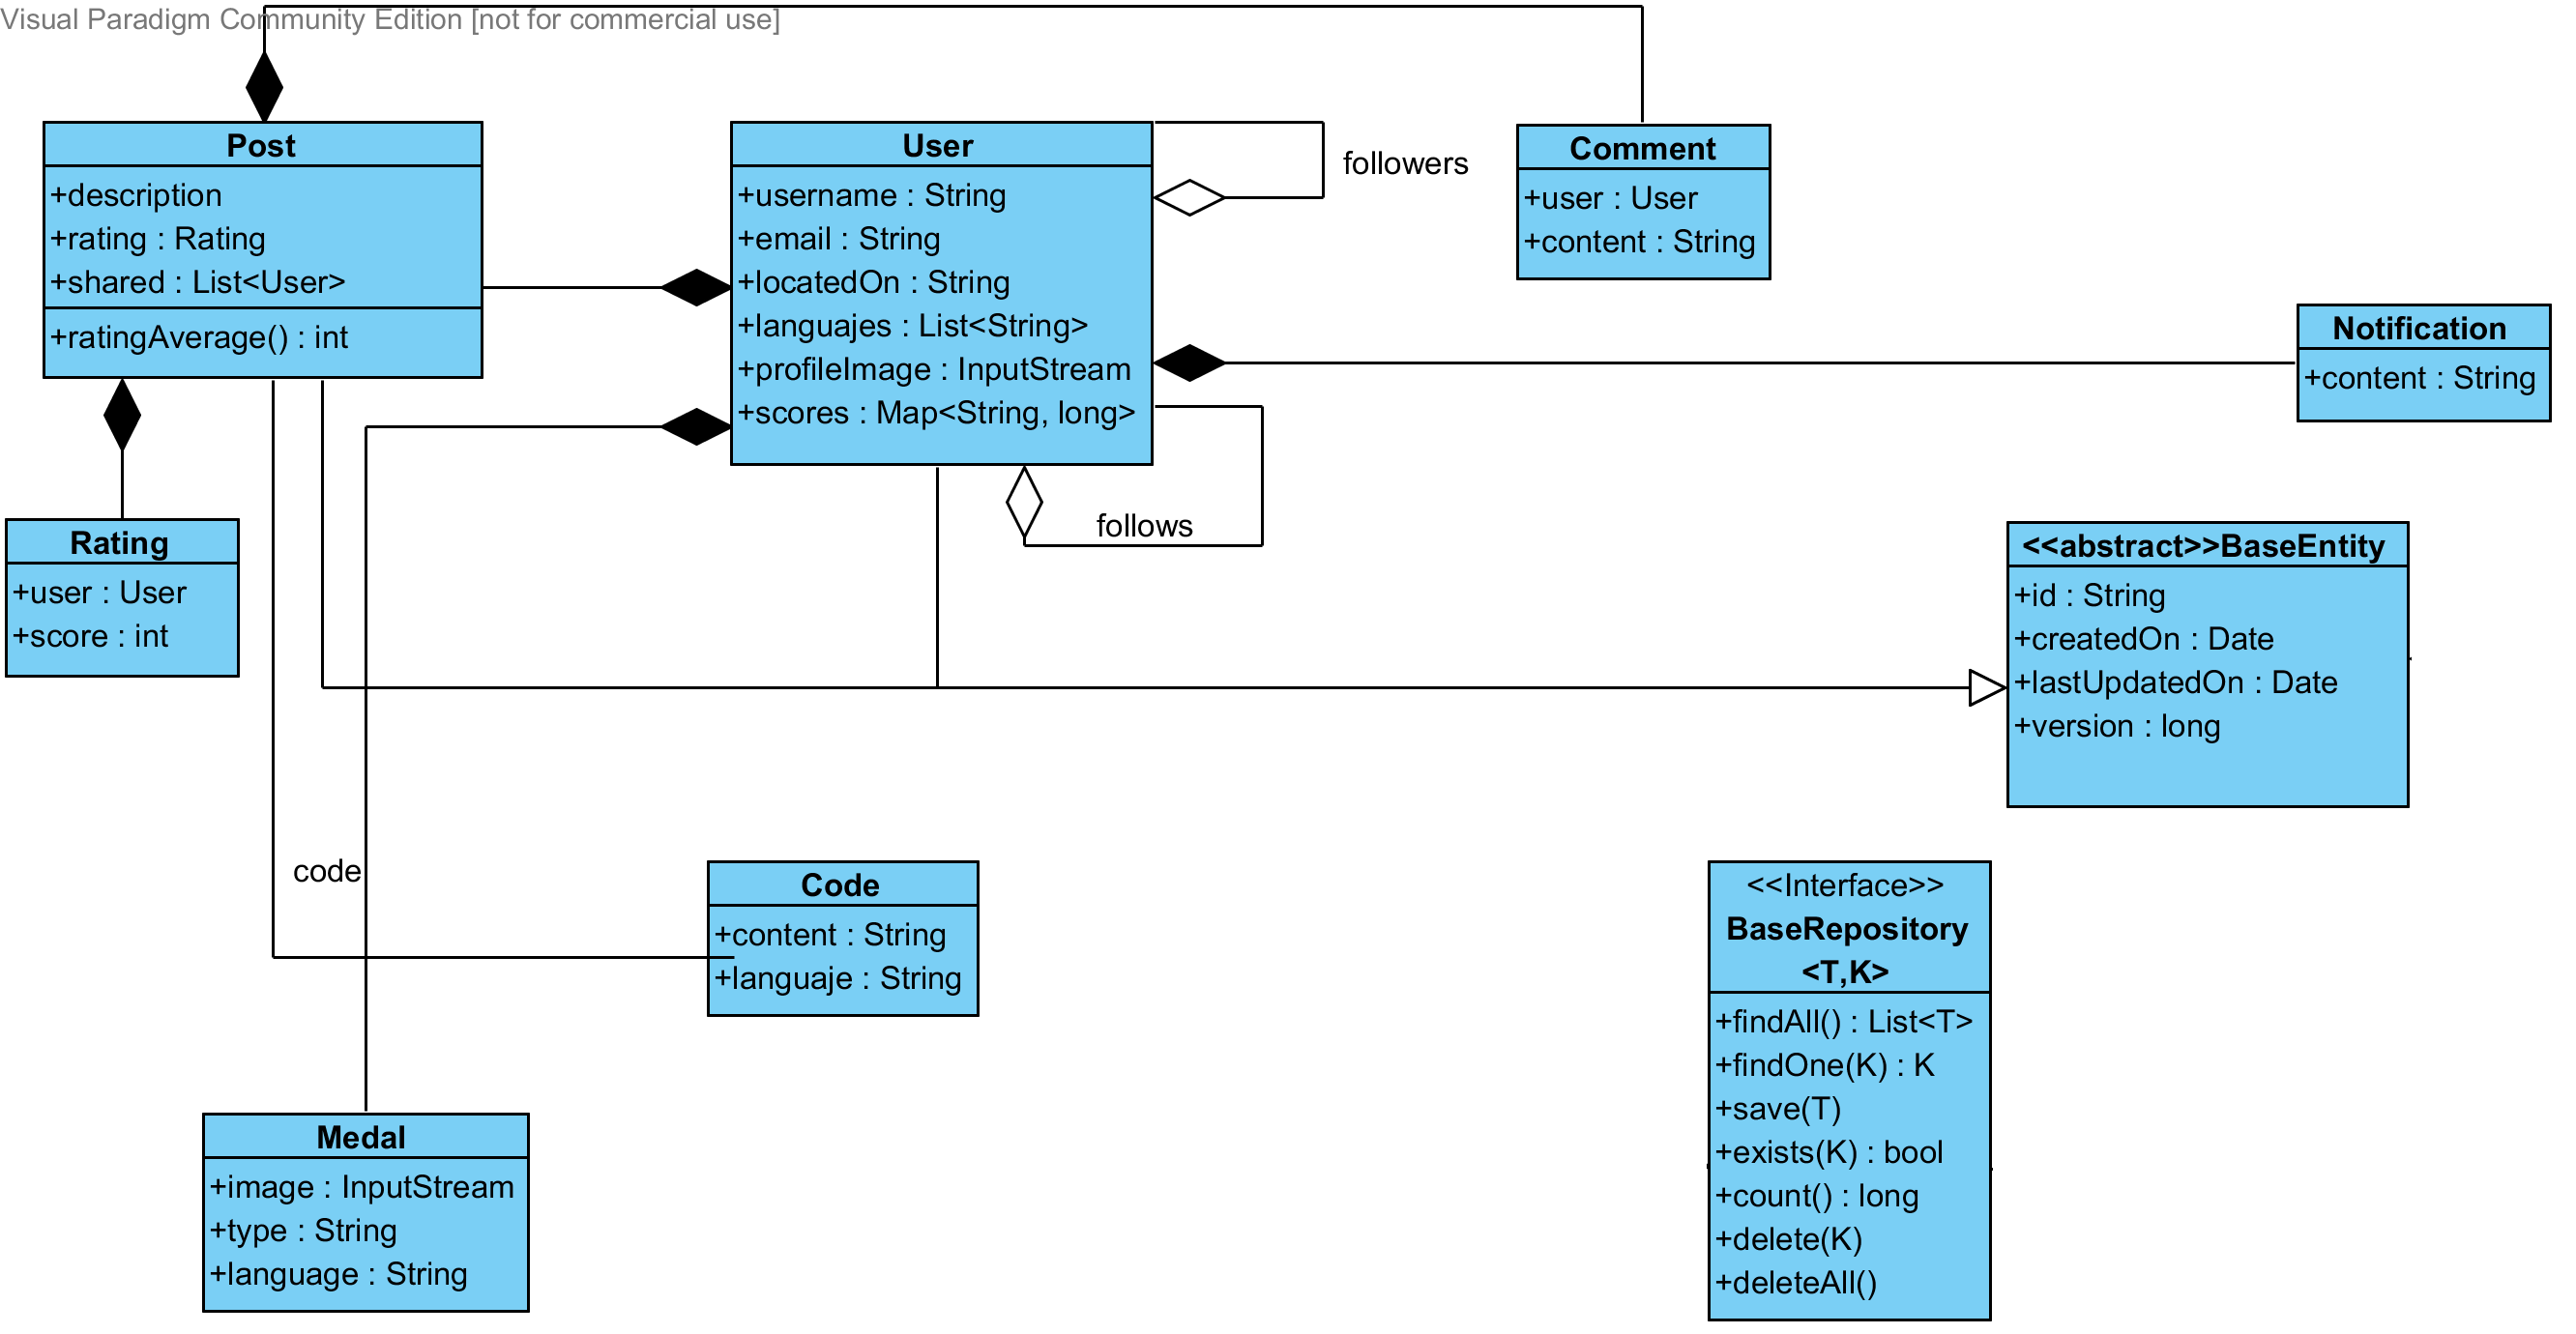 Visual Paradigm Community Edition [not for commercial use]
Post
+description
+rating : Rating
+shared : List<User>
+ratingAverage() : int
User
+username : String
+email : String
+locatedOn : String
+languajes : List<String>
+profileImage : InputStream
+scores : Map<String, long>
followers
Comment
+user : User
+content : String
Notification
+content : String
follows
Rating
+user : User
+score : int
<<abstract>>BaseEntity
+id : String
+createdOn : Date
+lastUpdatedOn : Date
+version : long
code
Code
+content : String
+languaje : String
<<Interface>>
BaseRepository
<T,K>
+findAll() : List<T>
+findOne(K) : K
+save(T)
+exists(K) : bool
+count() : long
+delete(K)
+deleteAll()
Medal
+image : InputStream
+type : String
+language : String